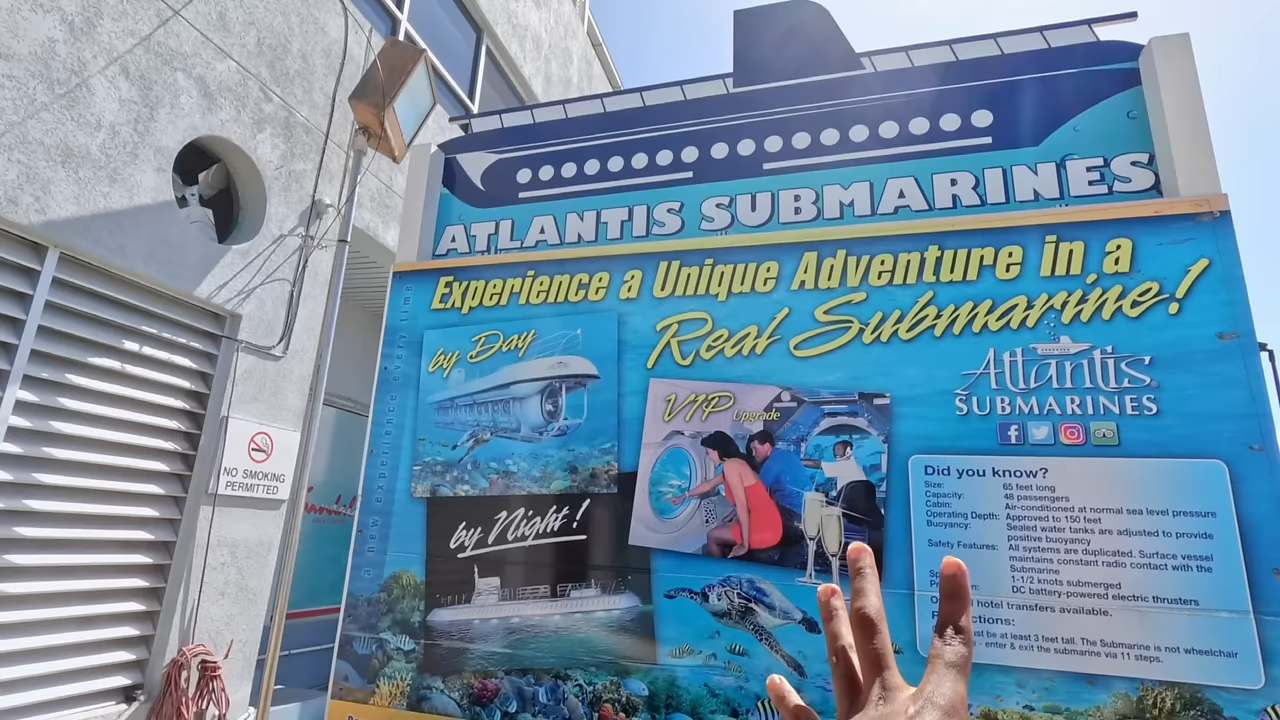 ATLANTIS SUBMARINES
Experience a Unique Adventure in a
Real Submarine!
a new experience every time
by Day
VIP Upgrade
by Night!
Atlantis
SUBMARINES
Did you know?
Size: 65 feet long
Capacity: 48 passengers
Cabin: Air-conditioned at normal sea level pressure
Operating Depth: Approved to 150 feet
Buoyancy: Sealed water tanks are adjusted to provide
positive buoyancy
Safety Features: All systems are duplicated. Surface vessel
maintains constant radio contact with the
Submarine
1-1/2 knots submerged
DC battery-powered electric thrusters
hotel transfers available.
must be at least 3 feet tall. The Submarine is not wheelchair
- enter & exit the submarine via 11 steps.
NO SMOKING
PERMITTED